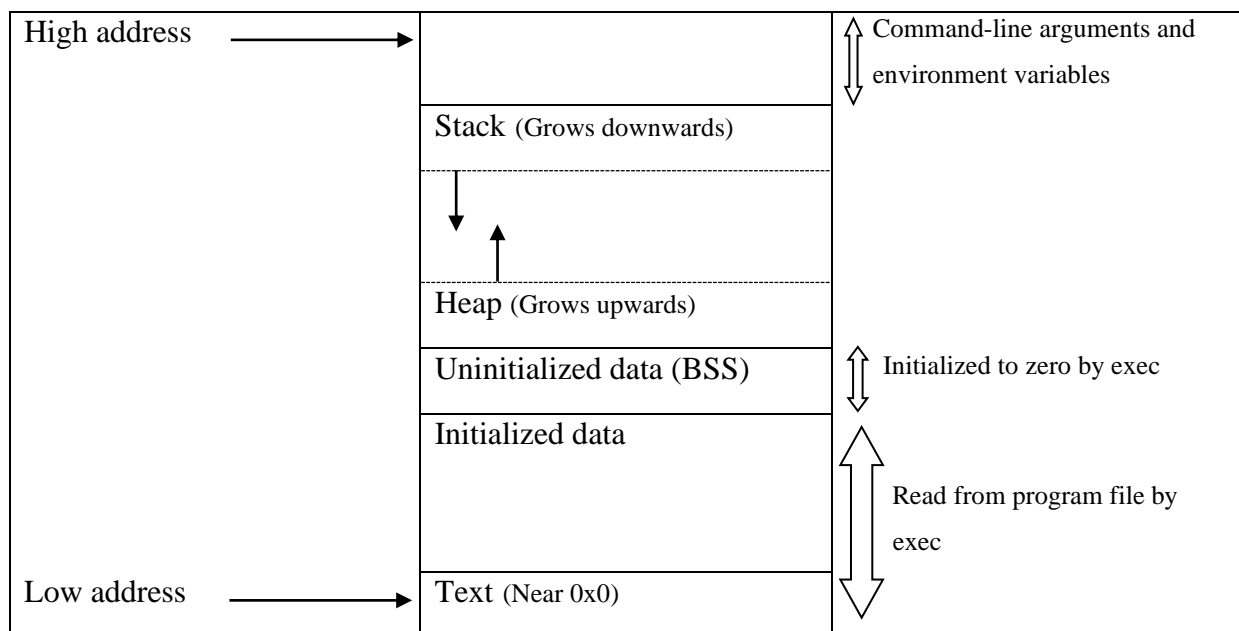 High address
Command-line arguments and
environment variables
Stack (Grows downwards)
Heap (Grows upwards)
Uninitialized data (BSS)
Initialized to zero by exec
Initialized data
Read from program file by
exec
Low address
Text (Near 0x0)